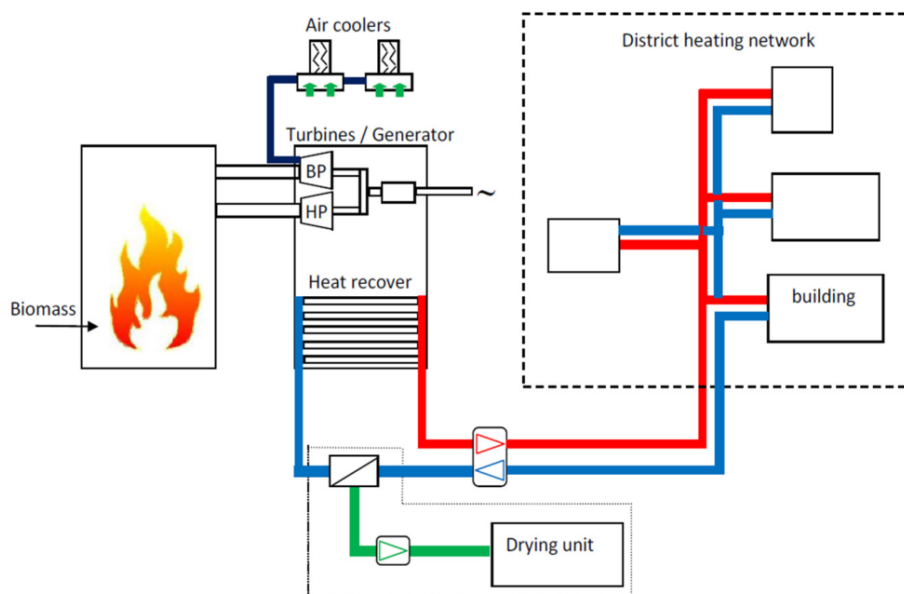 Air coolers
District heating network
Turbines / Generator
BP
HP
~
Heat recover
Biomass
building
Drying unit